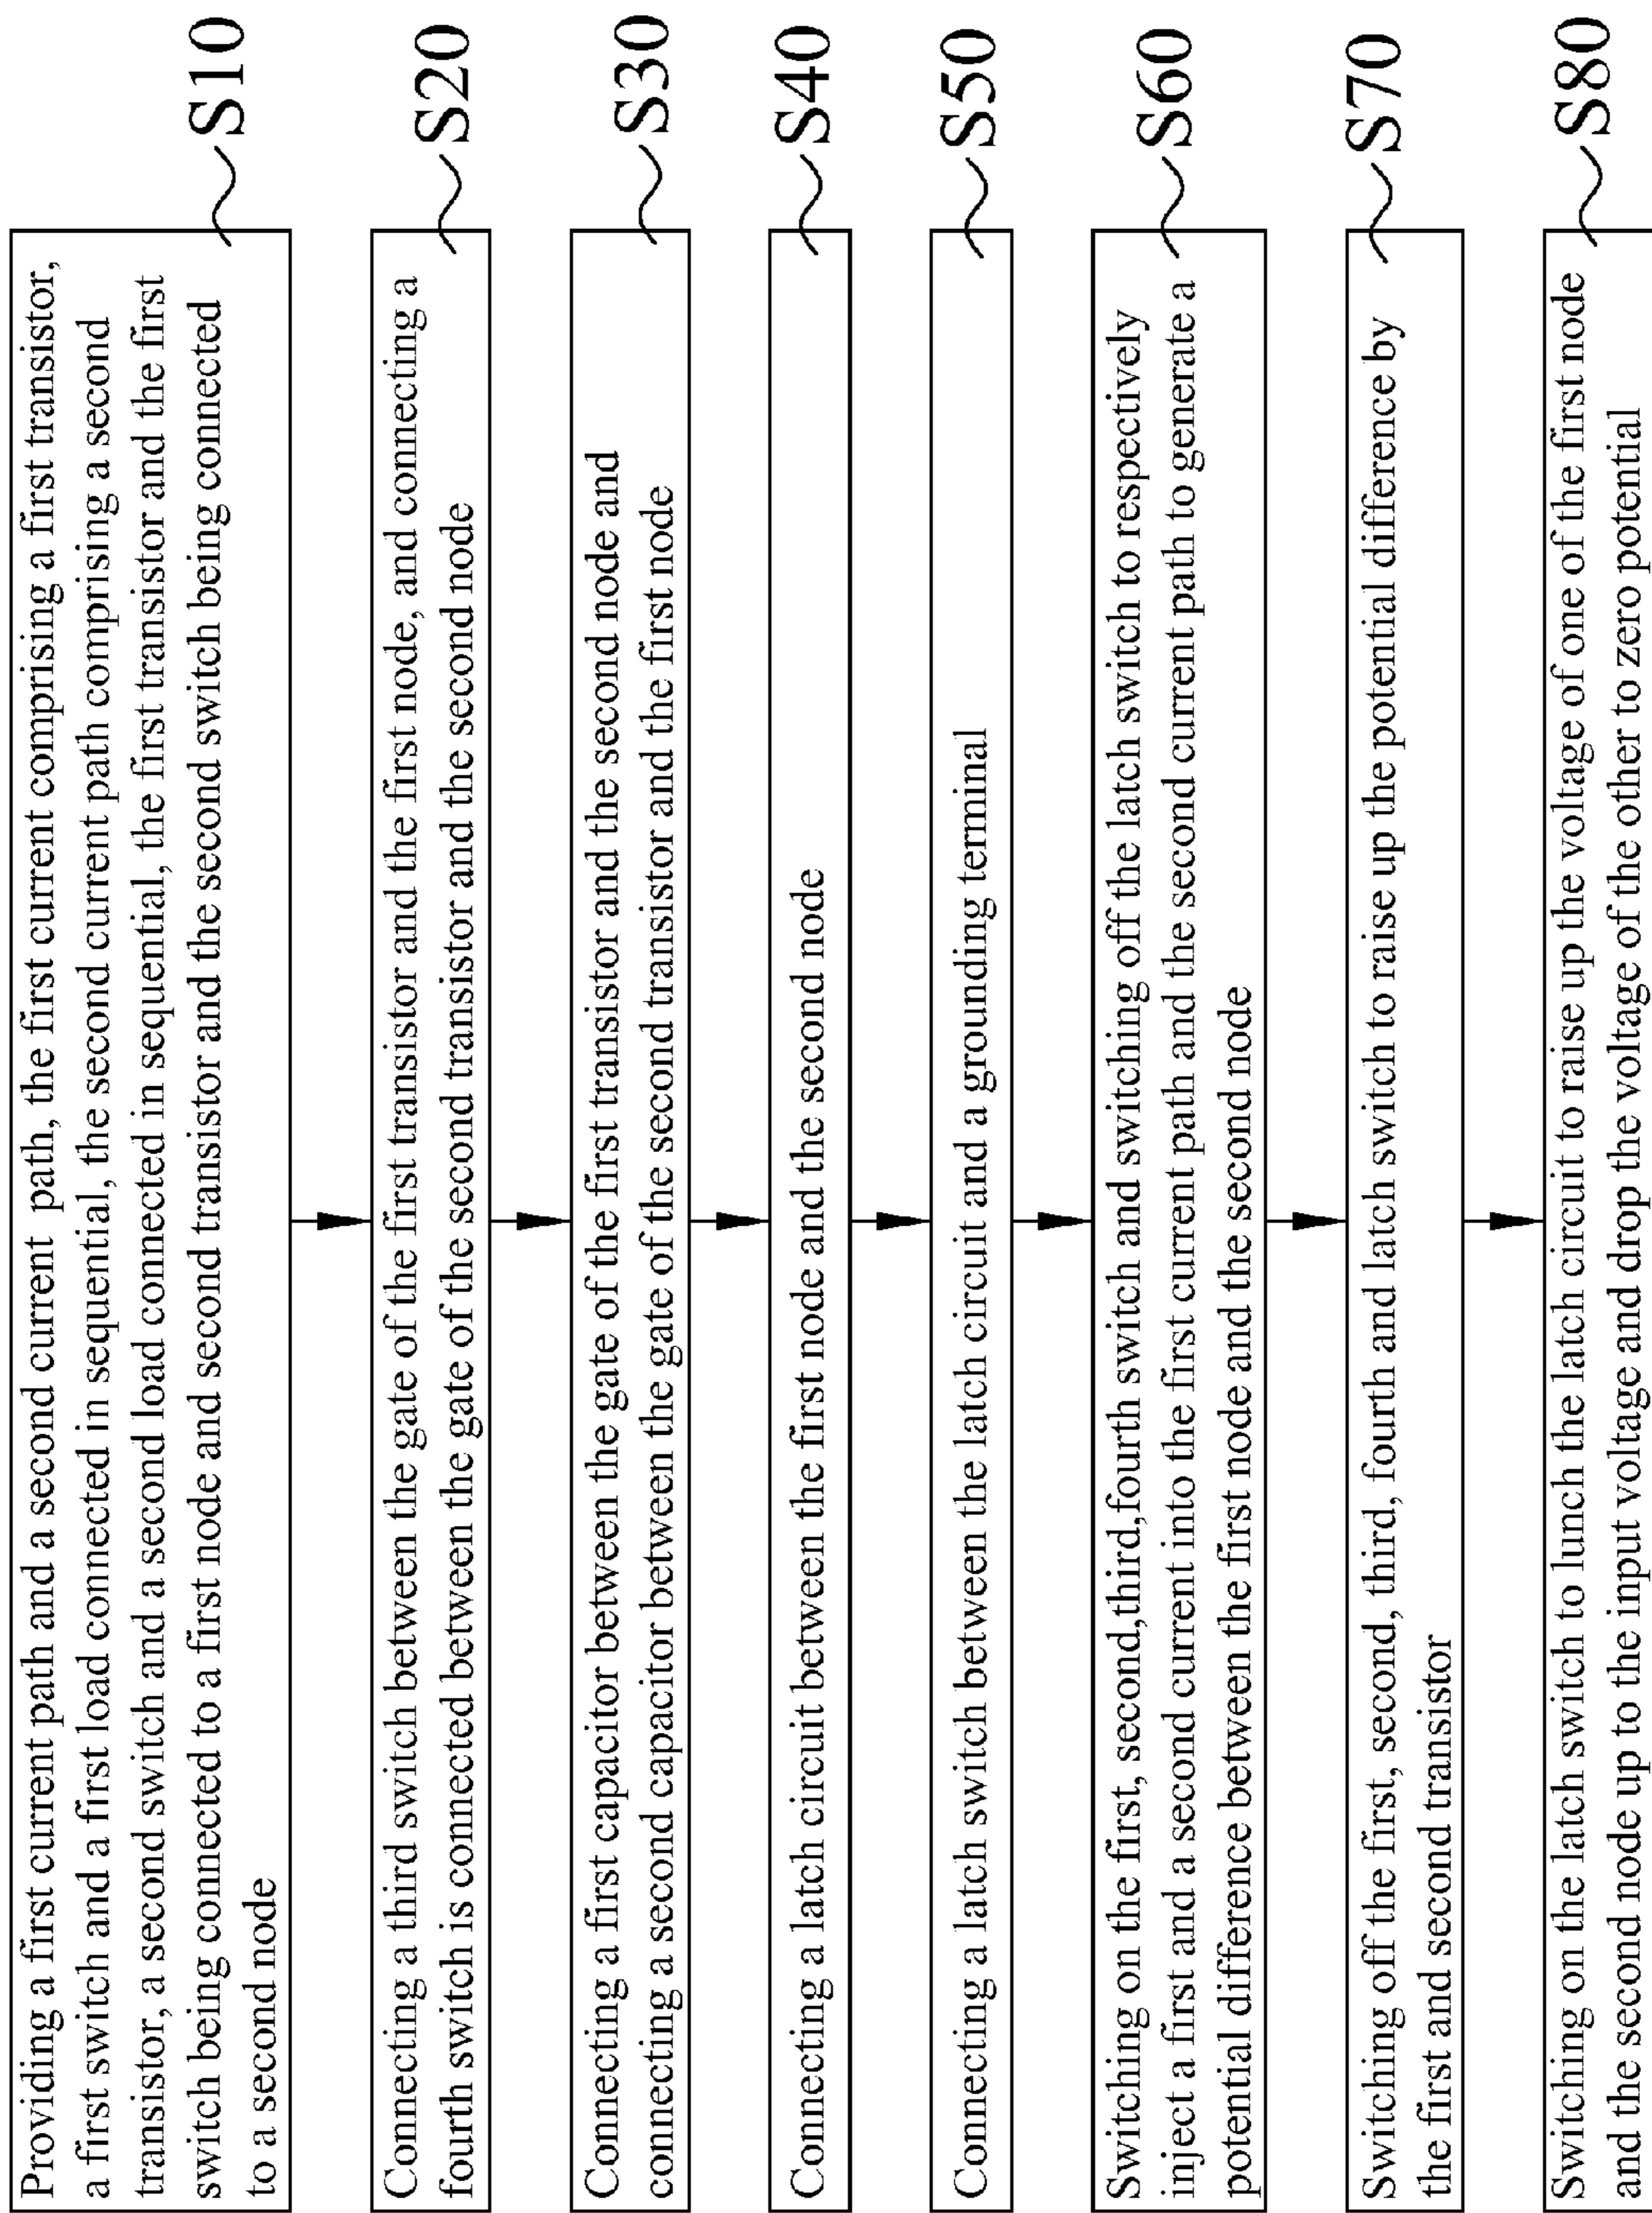 Providing a first current path and a second current path, the first current comprising a first transistor,
a first switch and a first load connected in sequential, the second current path comprising a second
transistor, a second switch and a second load connected in sequential, the first transistor and the first
switch being connected to a first node and second transistor and the second switch being connected
to a second node
S10
Connecting a third switch between the gate of the first transistor and the first node, and connecting a
fourth switch is connected between the gate of the second transistor and the second node
S20
Connecting a first capacitor between the gate of the first transistor and the second node and
connecting a second capacitor between the gate of the second transistor and the first node
S30
Connecting a latch circuit between the first node and the second node
S40
Connecting a latch switch between the latch circuit and a grounding terminal
S50
Switching on the first, second,third,fourth switch and switching off the latch switch to respectively
inject a first and a second current into the first current path and the second current path to generate a
potential difference between the first node and the second node
S60
Switching off the first, second, third, fourth and latch switch to raise up the potential difference by
the first and second transistor
S70
Switching on the latch switch to lunch the latch circuit to raise up the voltage of one of the first node
and the second node up to the input voltage and drop the voltage of the other to zero potential
S80